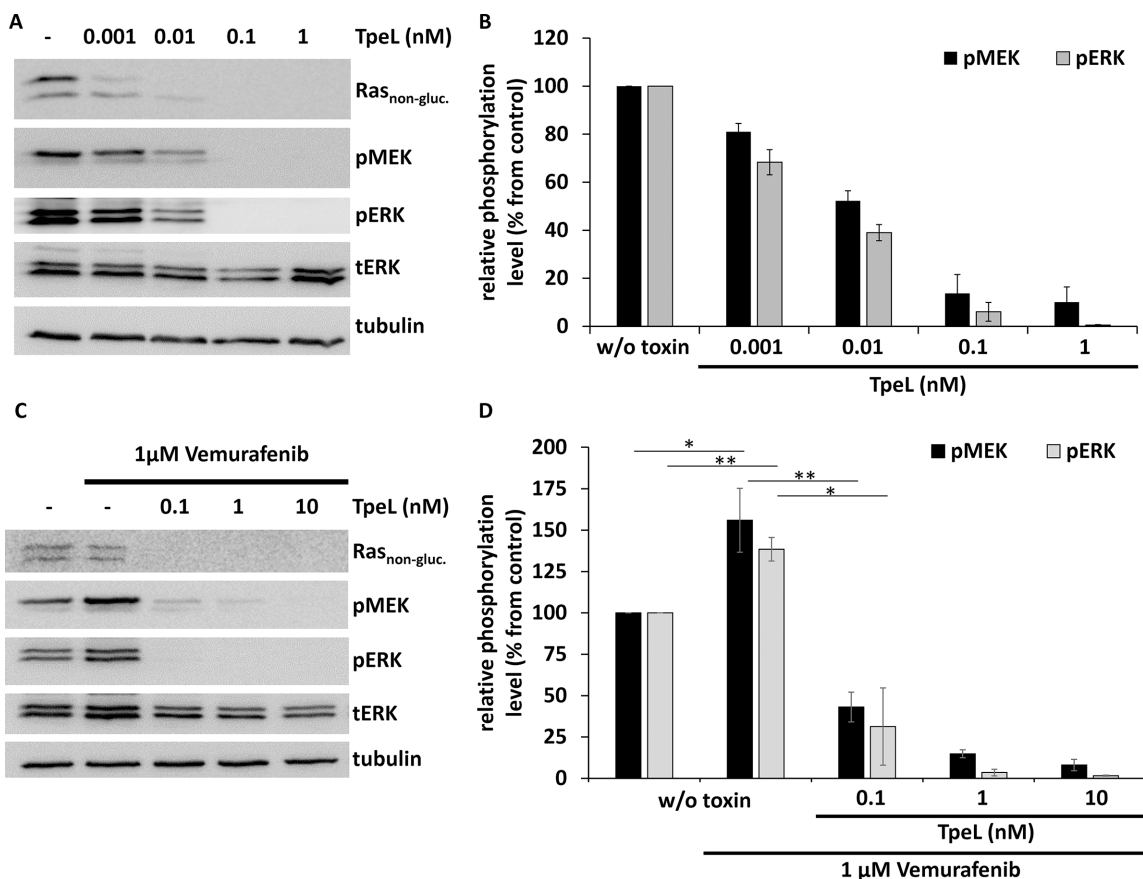 A
- 0.001 0.01 0.1 1 TpeL (nM)
Ras non-gluc.
pMEK
pERK
tERK
tubulin
B
relative phosphorylation
level (% from control)
120
100
80
60
40
20
0
pMEK pERK
w/o toxin 0.001 0.01 0.1 1
TpeL (nM)
C
1µM Vemurafenib
- - 0.1 1 10 TpeL (nM)
Ras non-gluc.
pMEK
pERK
tERK
tubulin
D
relative phosphorylation
level (% from control)
200
175
150
125
100
75
50
25
0
pMEK pERK
*
**
**
*
w/o toxin 0.1 1 10
TpeL (nM)
1 µM Vemurafenib